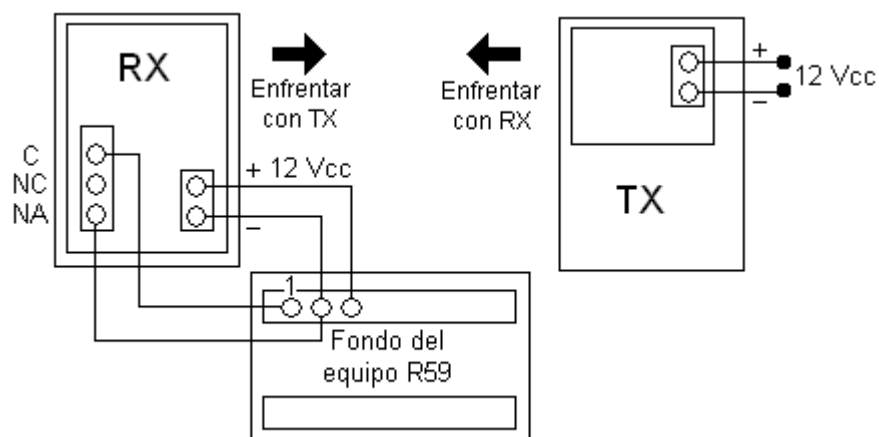 RX
Enfrentar
con TX
Enfrentar
con RX
+
12 Vcc
–
TX
C
NC
NA
+ 12 Vcc
–
1
Fondo del
equipo R59